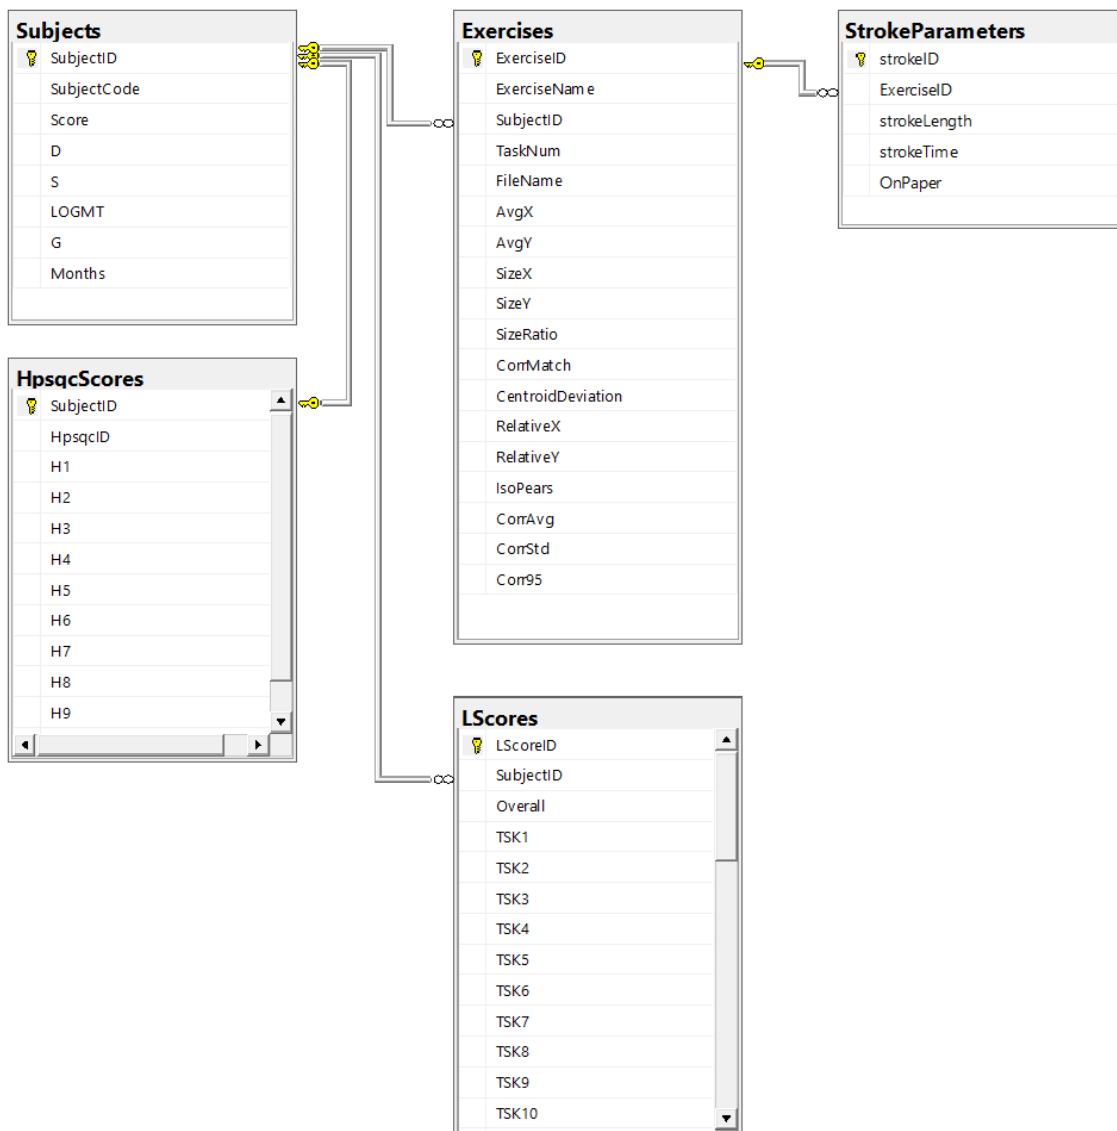 Subjects
SubjectID
SubjectCode
Score
D
S
LOGMT
G
Months
HpsqcScores
SubjectID
HpsqcID
H1
H2
H3
H4
H5
H6
H7
H8
H9
Exercises
ExerciseID
ExerciseName
SubjectID
TaskNum
FileName
AvgX
AvgY
SizeX
SizeY
SizeRatio
CorrMatch
CentroidDeviation
RelativeX
RelativeY
IsoPears
CorrAvg
CorrStd
Corr95
LScores
LScoreID
SubjectID
Overall
TSK1
TSK2
TSK3
TSK4
TSK5
TSK6
TSK7
TSK8
TSK9
TSK10
StrokeParameters
strokeID
ExerciseID
strokeLength
strokeTime
OnPaper